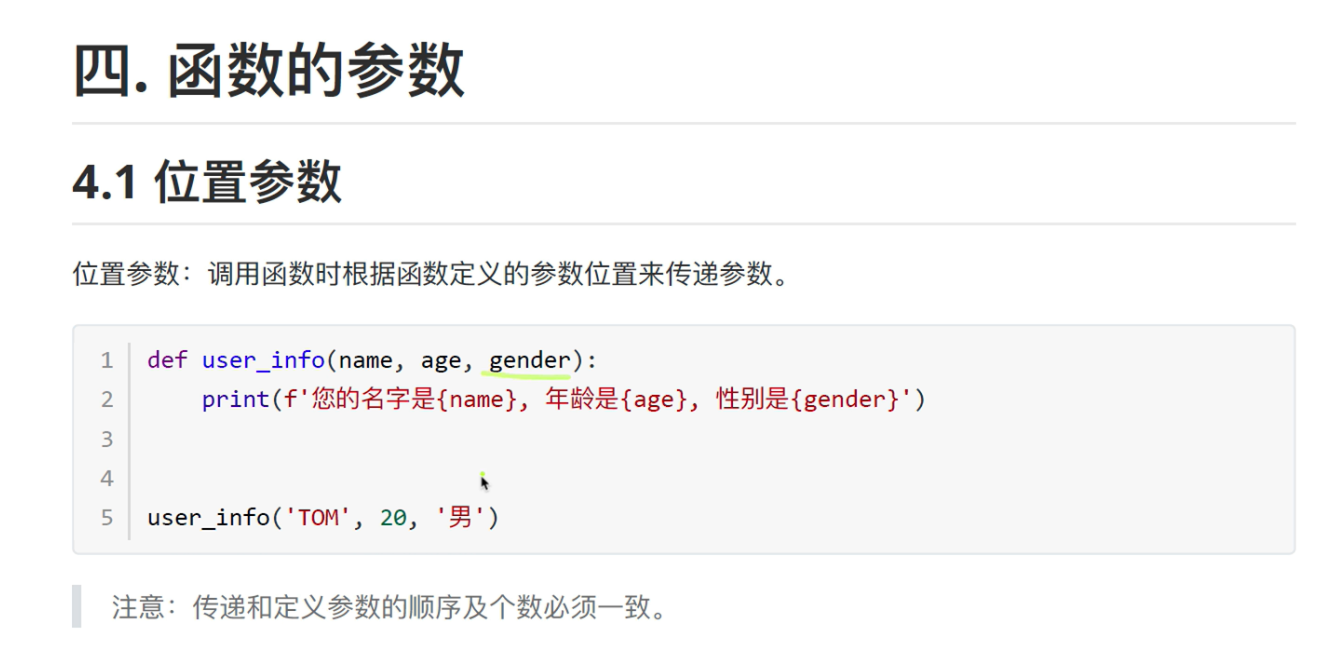 四. 函数的参数
4.1 位置参数
位置参数：调用函数时根据函数定义的参数位置来传递参数。
1 def user_info(name, age, gender):
2     print(f'您的名字是{name}, 年龄是{age}, 性别是{gender}')
3
4
5 user_info('TOM', 20, '男')
注意：传递和定义参数的顺序及个数必须一致。